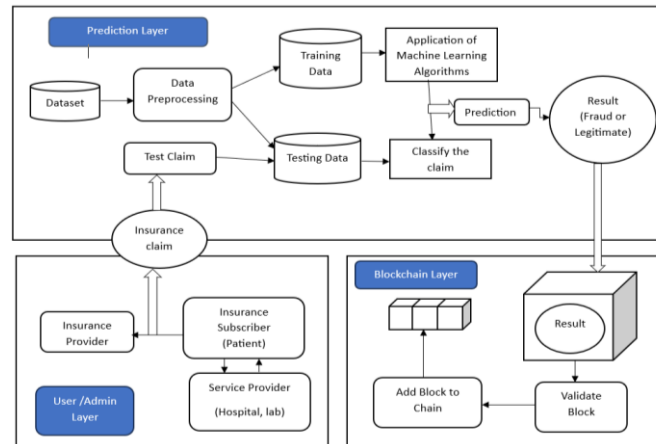 Prediction Layer
Dataset
Data
Preprocessing
Training
Data
Application of
Machine Learning
Algorithms
Prediction
Result
(Fraud or
Legitimate)
Test Claim
Testing Data
Classify the
claim
Insurance
claim
Insurance
Provider
Insurance
Subscriber
(Patient)
Service Provider
(Hospital, lab)
User /Admin
Layer
Blockchain Layer
Result
Add Block to
Chain
Validate
Block